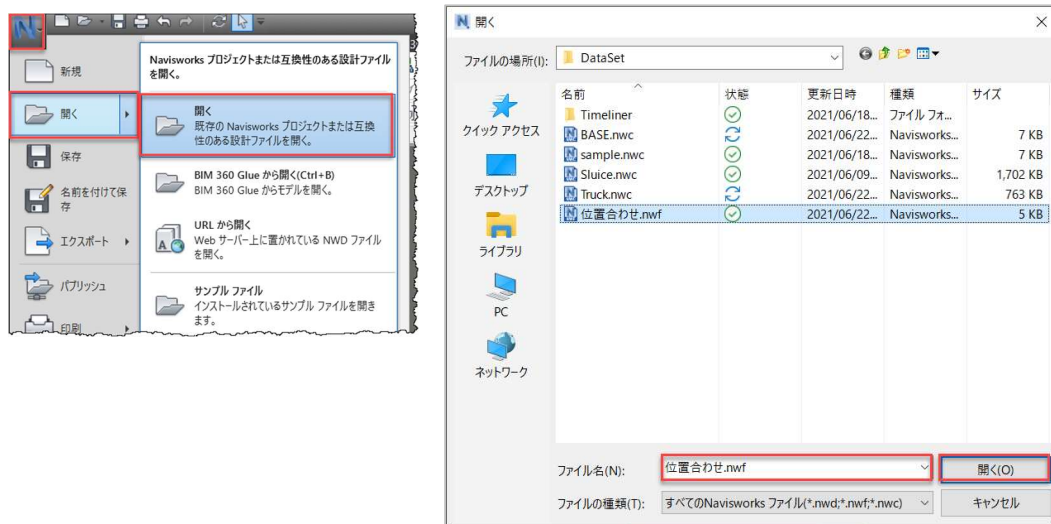 新規
開く
保存
名前を付けて保
存
エクスポート
パブリッシュ
印刷
Navisworks プロジェクトまたは互換性のある設計ファイル
を開く。
開く
既存の Navisworks プロジェクトまたは互換
性のある設計ファイルを開く。
BIM 360 Glue から開く(Ctrl+B)
BIM 360 Glue からモデルを開く。
URL から開く
Web サーバー上に置かれている NWD ファイル
を開く。
サンプル ファイル
インストールされているサンプル ファイルを開き
ます。
開く
ファイルの場所(I): DataSet
クイック アクセス
デスクトップ
ライブラリ
PC
ネットワーク
名前 状態 更新日時 種類 サイズ
Timeliner 2021/06/18... ファイル フォ...
BASE.nwc 2021/06/22... Navisworks... 7 KB
sample.nwc 2021/06/18... Navisworks... 7 KB
Sluice.nwc 2021/06/09... Navisworks... 1,702 KB
Truck.nwc 2021/06/22... Navisworks... 763 KB
位置合わせ.nwf 2021/06/22... Navisworks... 5 KB
ファイル名(N): 位置合わせ.nwf 開く(O)
ファイルの種類(T): すべてのNavisworks ファイル(*.nwd;*.nwf;*.nwc) キャンセル